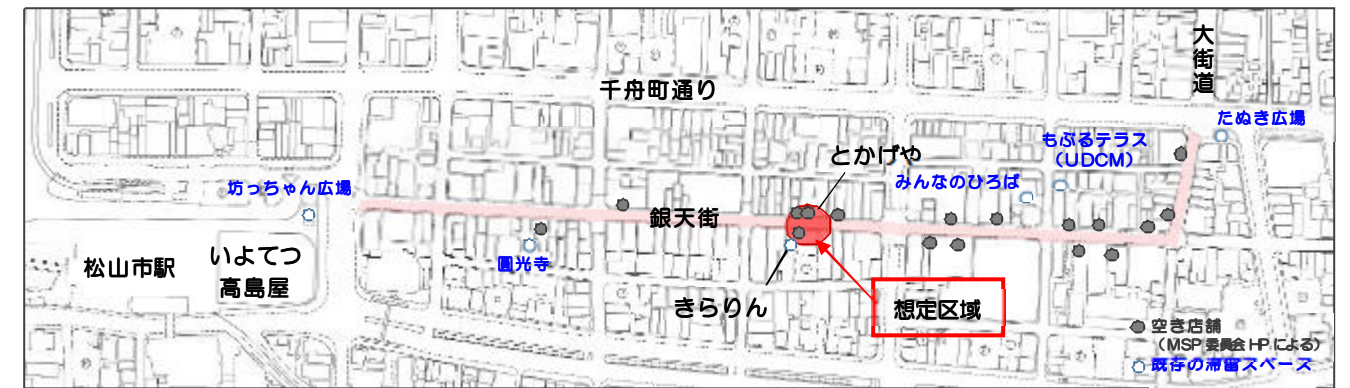 大街道
千舟町通り
たぬき広場
もぶるテラス
（UDCM）
とかげや
みんなのひろば
坊っちゃん広場
銀天街
圓光寺
松山市駅
いよてつ
高島屋
きらりん
想定区域
空き店舗
（MSP委員会HPによる）
既存の滞留スペース